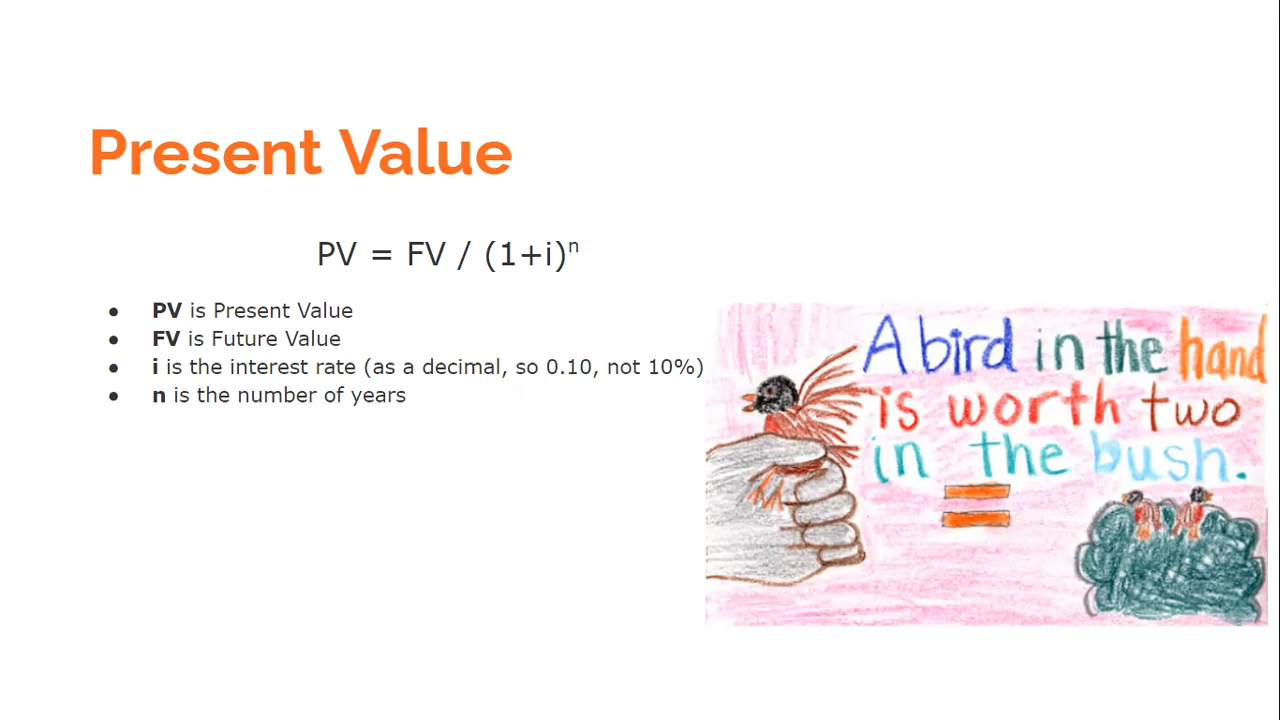 Present Value
PV = FV / (1+i)ⁿ
● PV is Present Value
● FV is Future Value
● i is the interest rate (as a decimal, so 0.10, not 10%)
● n is the number of years
A bird in the hand
is worth two
in the bush.
=